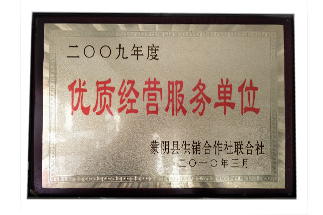 二〇〇九年度
优质经营服务单位
蒙阴县供销合作社联合社
二〇一〇年三月